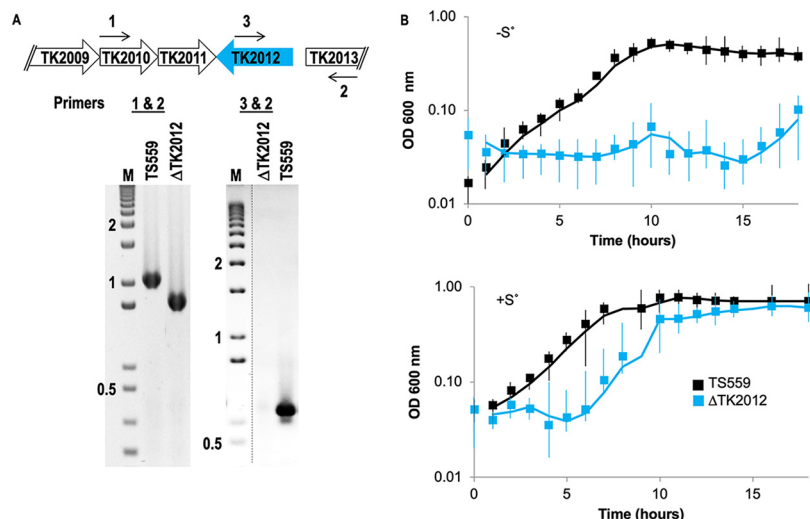 A
1
3
TK2009
TK2010
TK2011
TK2012
TK2013
2
Primers
1 & 2
3 & 2
M
TS559
ΔTK2012
M
ΔTK2012
TS559
2
1
0.5
2
1
0.5
B
-S°
OD 600 nm
1.00
0.10
0.01
0
5
10
15
Time (hours)
+S°
OD 600 nm
1.00
0.10
0.01
TS559
ΔTK2012
0
5
10
15
Time (hours)